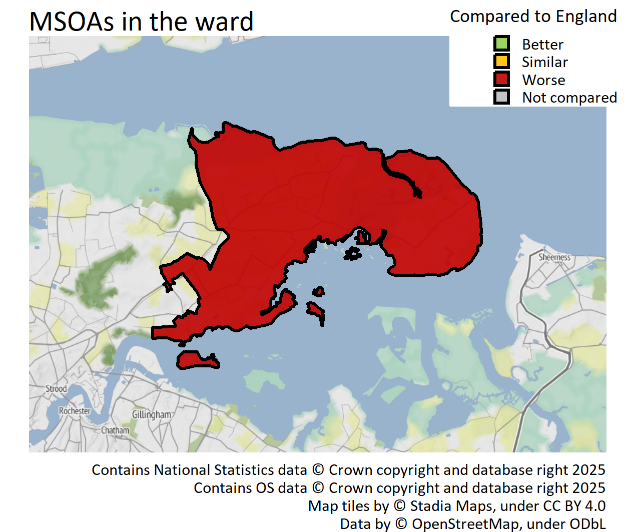 MSOAs in the ward
Compared to England
Better
Similar
Worse
Not compared
Sheerness
Strood
Rochester
Gillingham
Chatham
Contains National Statistics data © Crown copyright and database right 2025
Contains OS data © Crown copyright and database right 2025
Map tiles by © Stadia Maps, under CC BY 4.0
Data by © OpenStreetMap, under ODbL